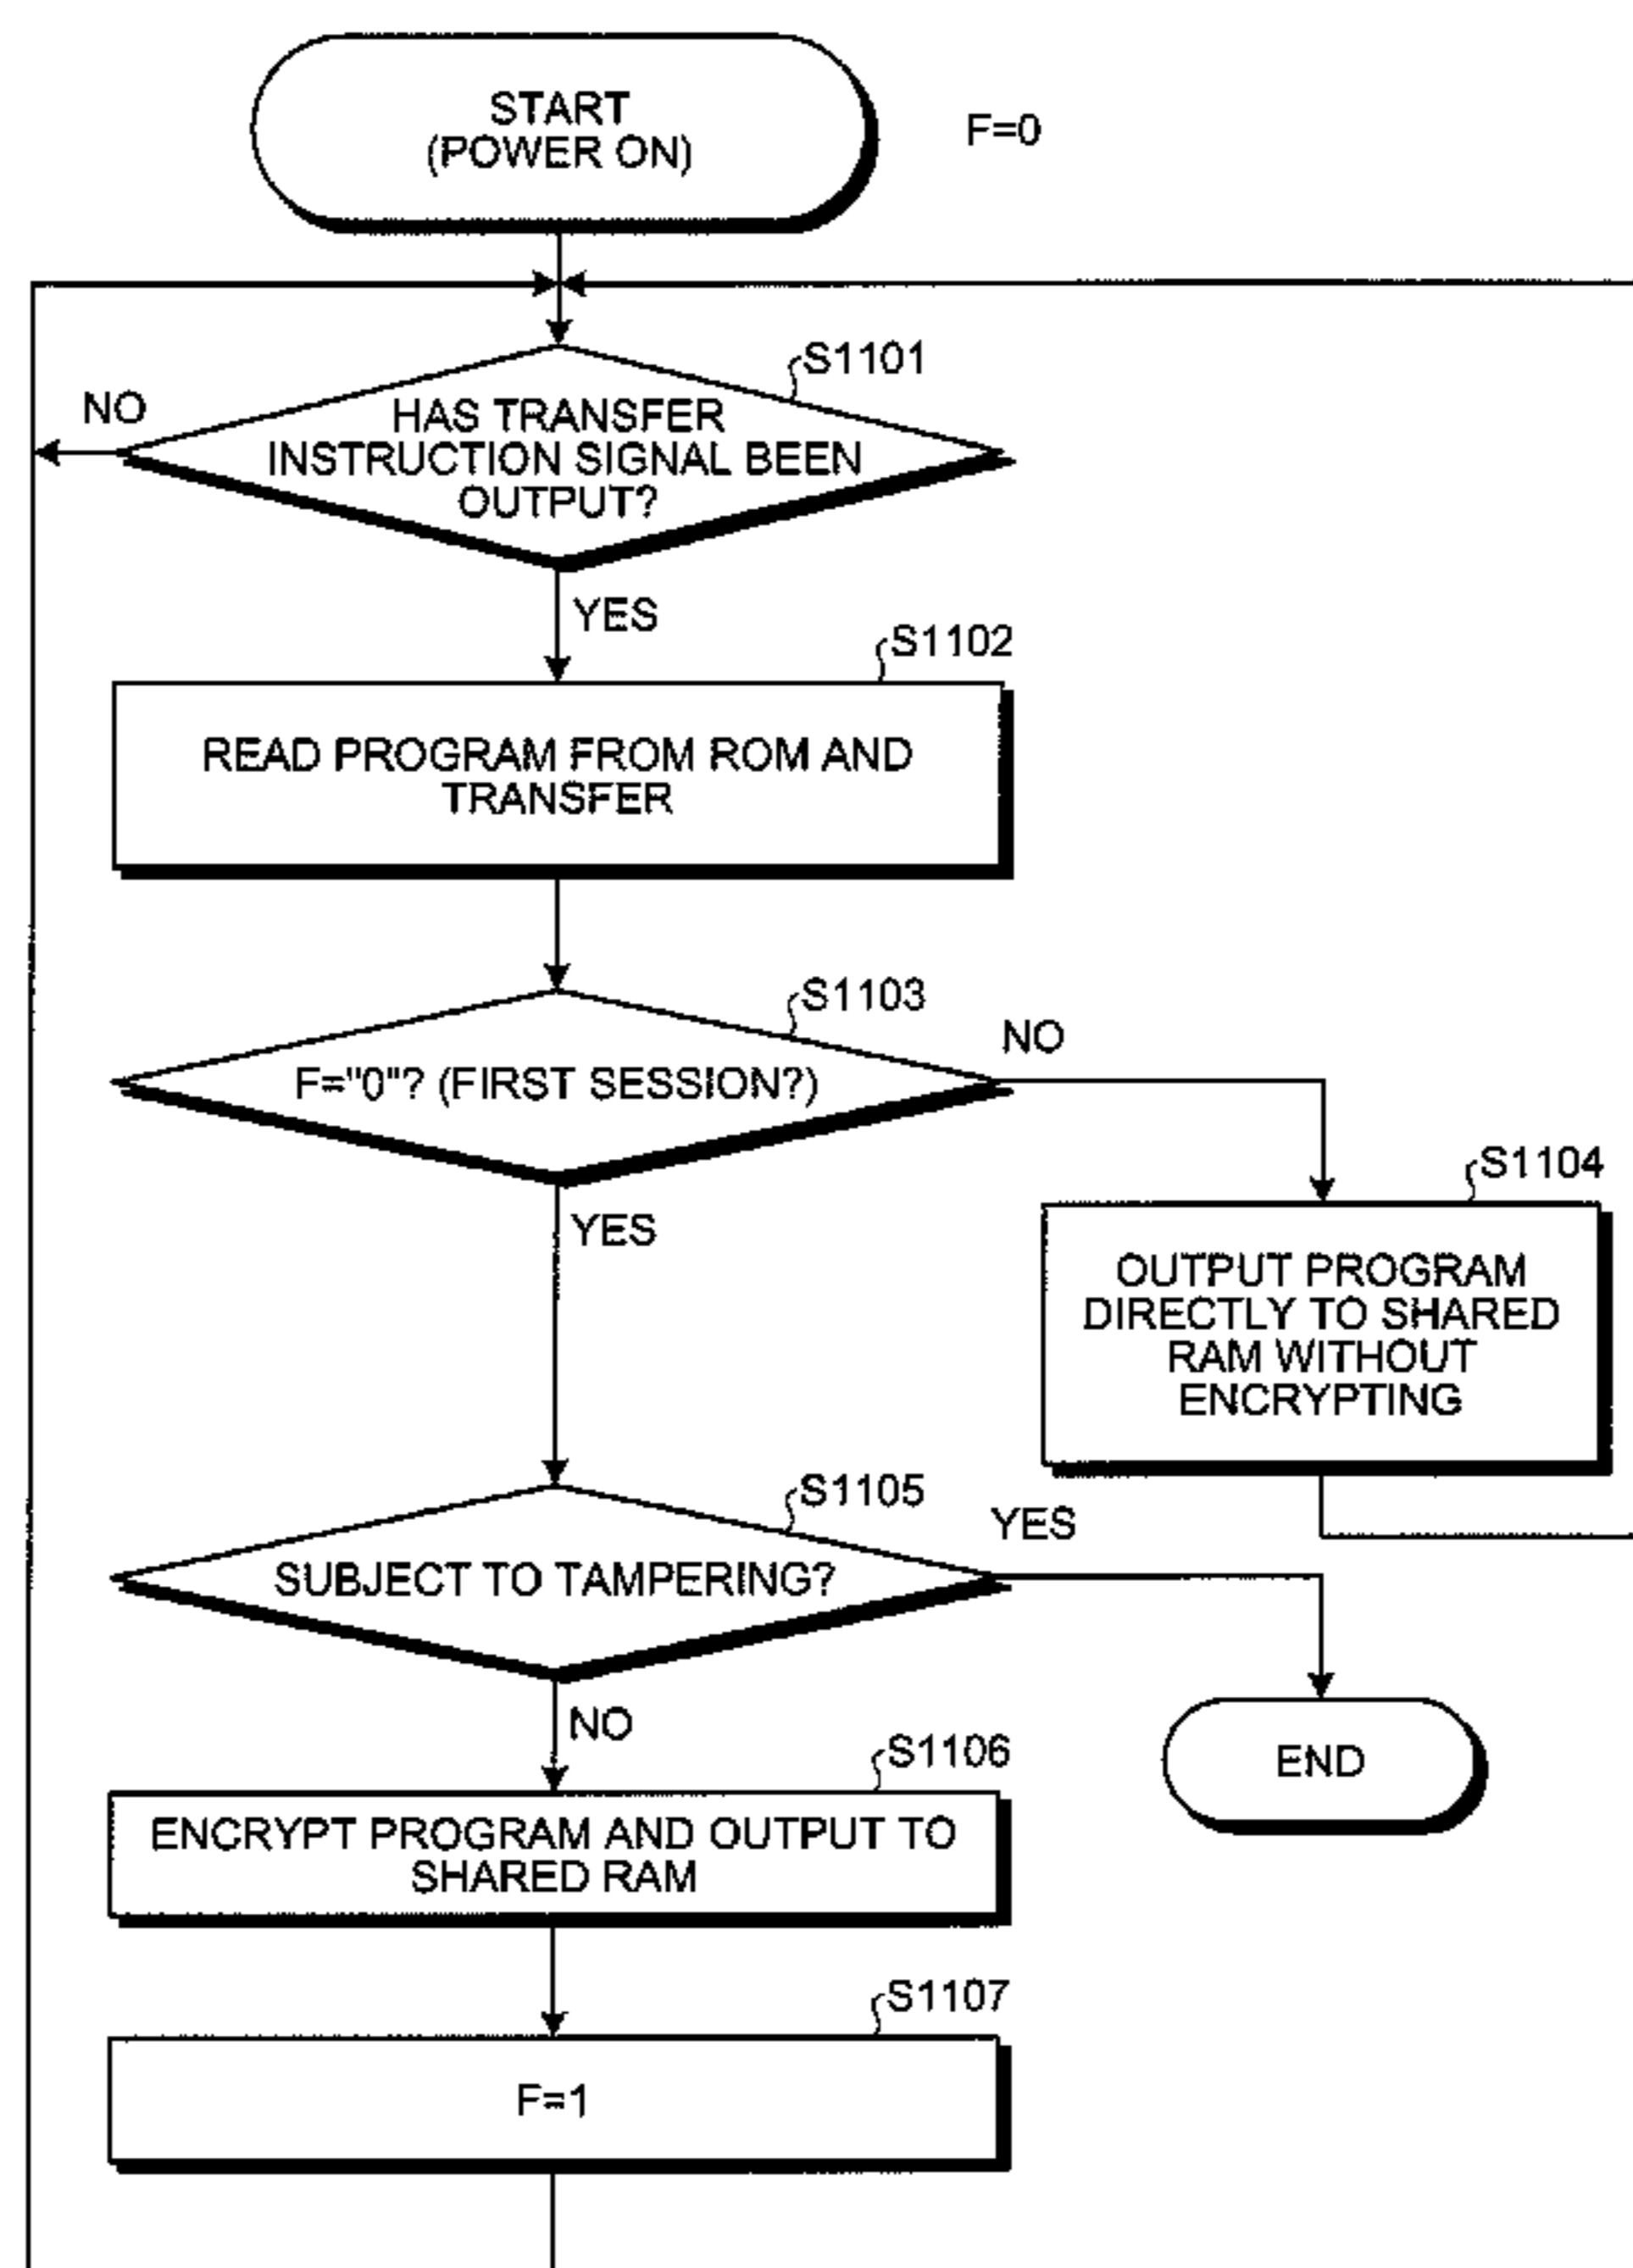 START
(POWER ON)
F=0
S1101
NO
HAS TRANSFER
INSTRUCTION SIGNAL BEEN
OUTPUT?
YES
S1102
READ PROGRAM FROM ROM AND
TRANSFER
S1103
NO
F="0"? (FIRST SESSION?)
S1104
YES
OUTPUT PROGRAM
DIRECTLY TO SHARED
RAM WITHOUT
ENCRYPTING
S1105
YES
SUBJECT TO TAMPERING?
NO
S1106
END
ENCRYPT PROGRAM AND OUTPUT TO
SHARED RAM
S1107
F=1